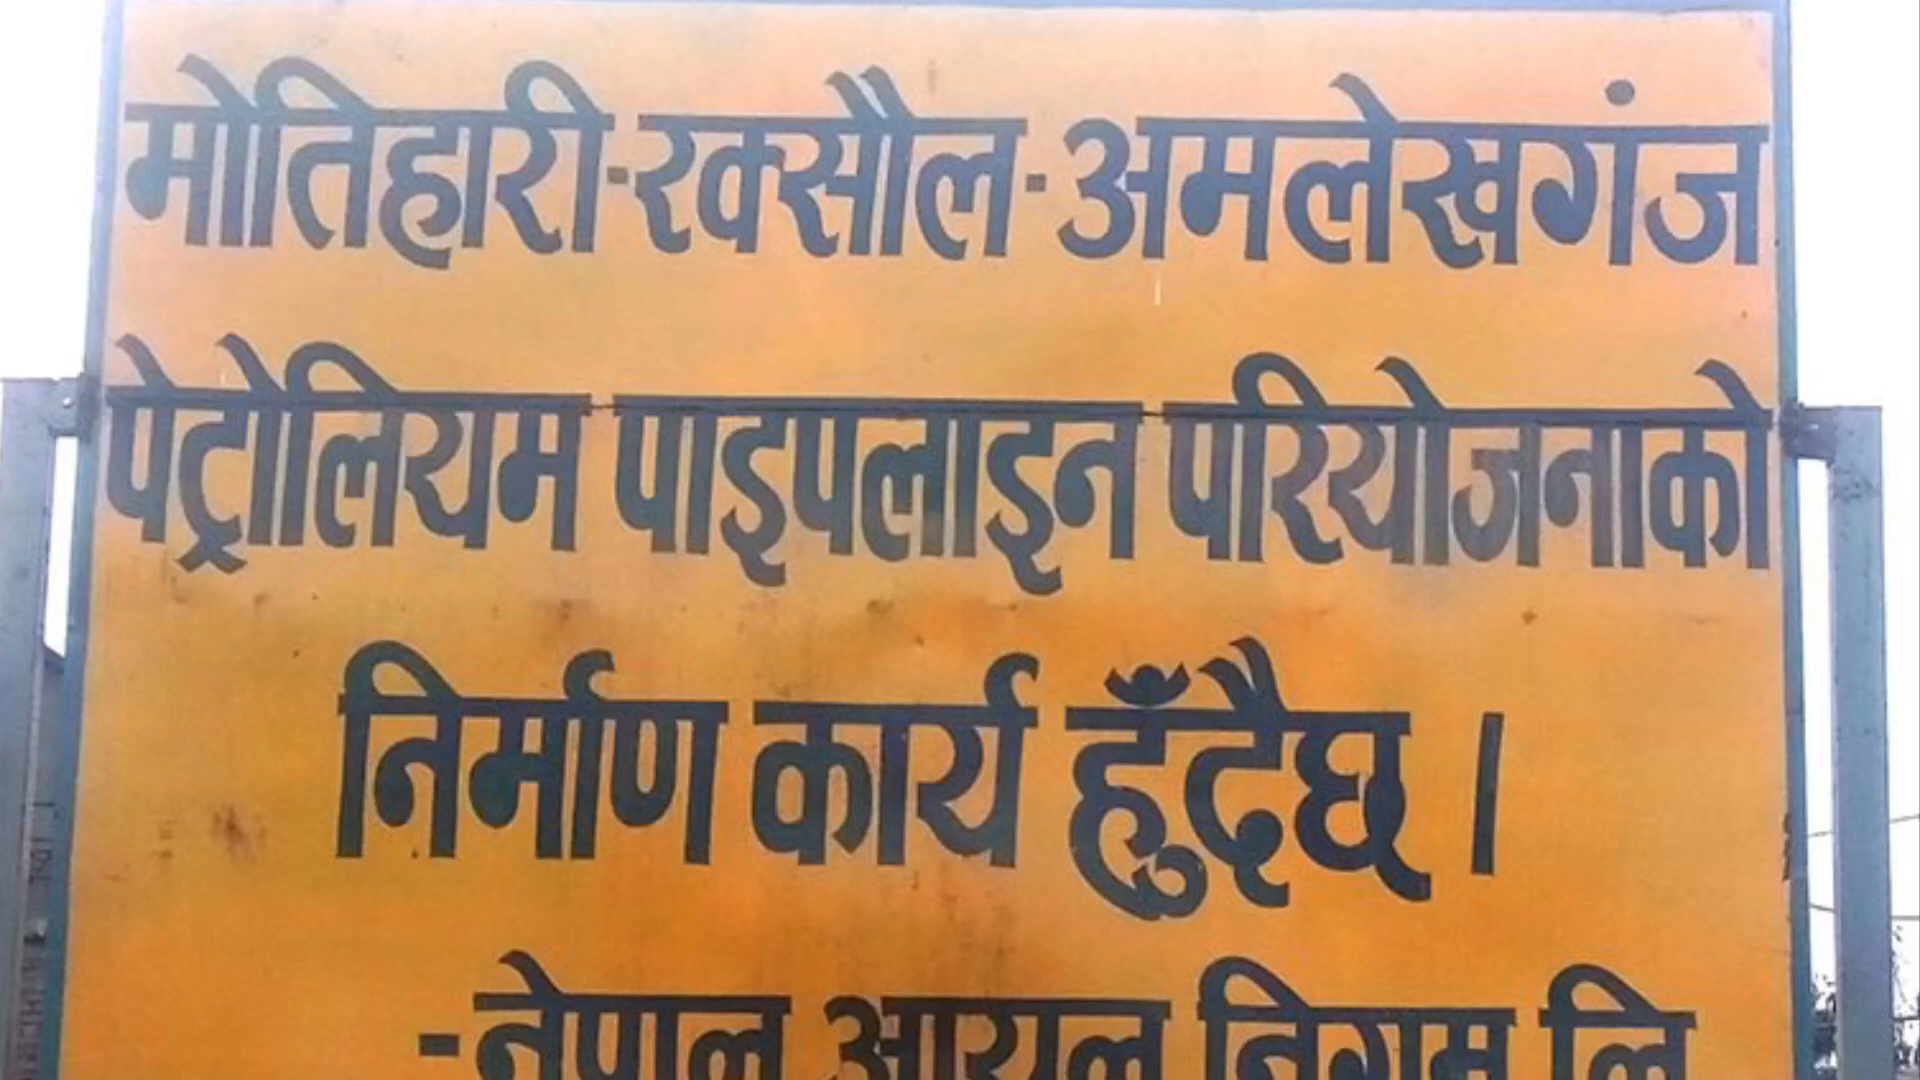 मोतिहारी-रक्सौल-अमलेखगंज
पेट्रोलियम पाइपलाइन परियोजनाको
निर्माण कार्य हुँदैछ ।
-नेपाल आयल निगम लि